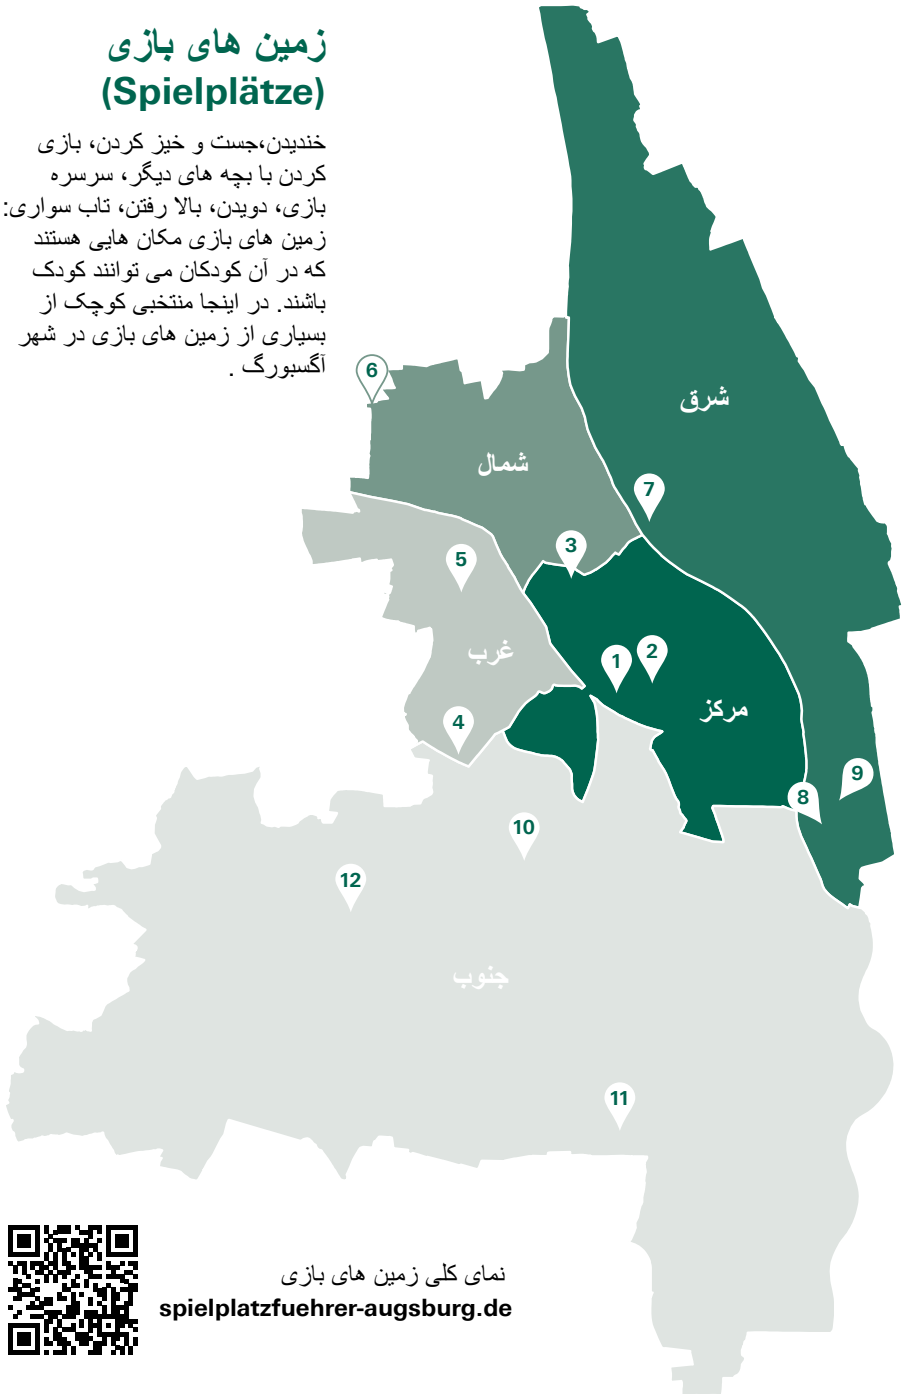 زمین های بازی
(Spielplätze)
خندیدن،جست و خیز کردن، بازی
کردن با بچه های دیگر، سرسره
بازی، دویدن، بالا رفتن، تاب سواری:
زمین های بازی مکان هایی هستند
که در آن کودکان می توانند کودک
باشند. در اینجا منتخبی کوچک از
بسیاری از زمین های بازی در شهر
آگسبورگ .
6
شرق
شمال
7
3
5
غرب
1
2
مرکز
4
9
8
10
12
جنوب
11
نمای کلی زمین های بازی
spielplatzfuehrer-augsburg.de